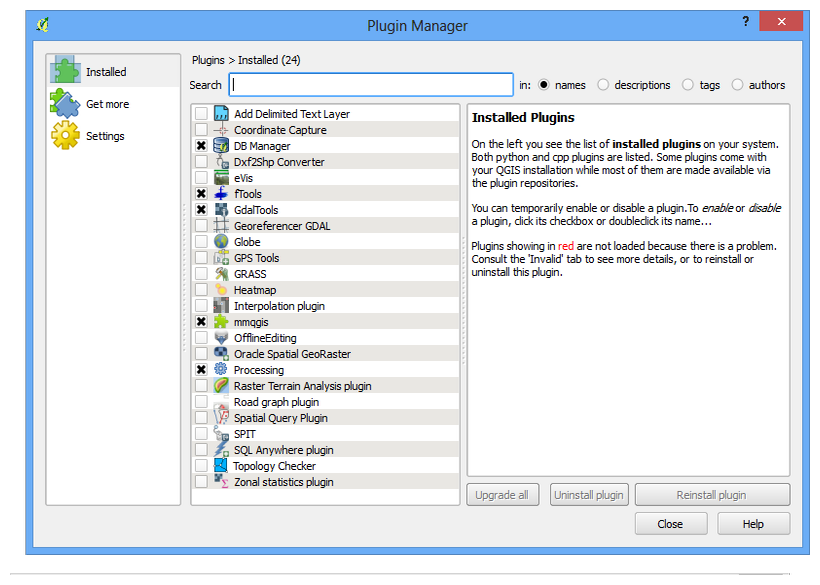 Plugin Manager
?
x
Installed
Get more
Settings
Plugins > Installed (24)
Search
in:
names
descriptions
tags
authors
Add Delimited Text Layer
Coordinate Capture
DB Manager
Dxf2Shp Converter
eVis
fTools
GdalTools
Georeferencer GDAL
Globe
GPS Tools
GRASS
Heatmap
Interpolation plugin
mmqgis
OfflineEditing
Oracle Spatial GeoRaster
Processing
Raster Terrain Analysis plugin
Road graph plugin
Spatial Query Plugin
SPIT
SQL Anywhere plugin
Topology Checker
Zonal statistics plugin
Installed Plugins
On the left you see the list of installed plugins on your system.
Both python and cpp plugins are listed. Some plugins come with
your QGIS installation while most of them are made available via
the plugin repositories.
You can temporarily enable or disable a plugin.To enable or disable
a plugin, click its checkbox or doubleclick its name...
Plugins showing in red are not loaded because there is a problem.
Consult the 'Invalid' tab to see more details, or to reinstall or
uninstall this plugin.
Upgrade all
Uninstall plugin
Reinstall plugin
Close
Help